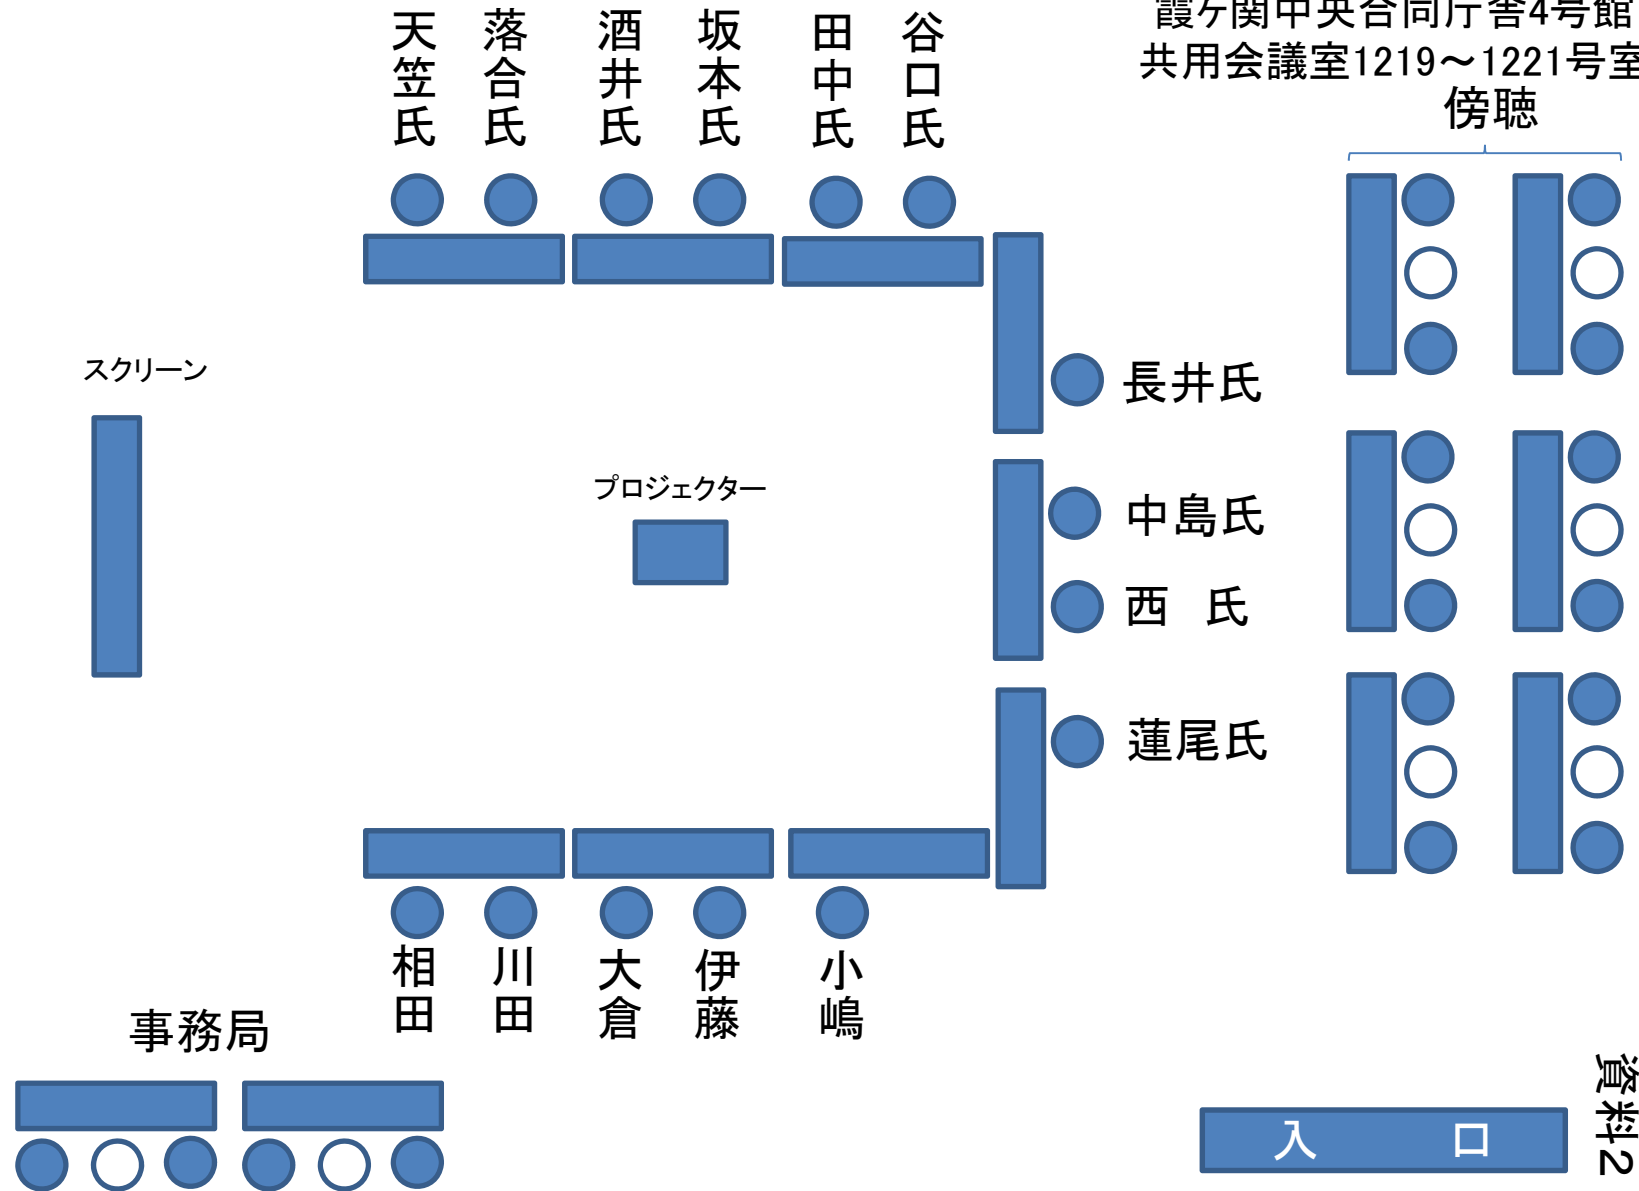 霞ヶ関中央合同庁舎4号館
共用会議室1219～1221号室
傍聴
天笠氏
落合氏
酒井氏
坂本氏
田中氏
谷口氏
スクリーン
プロジェクター
長井氏
中島氏
西　氏
蓮尾氏
相田
川田
大倉
伊藤
小嶋
事務局
入　口
資料2